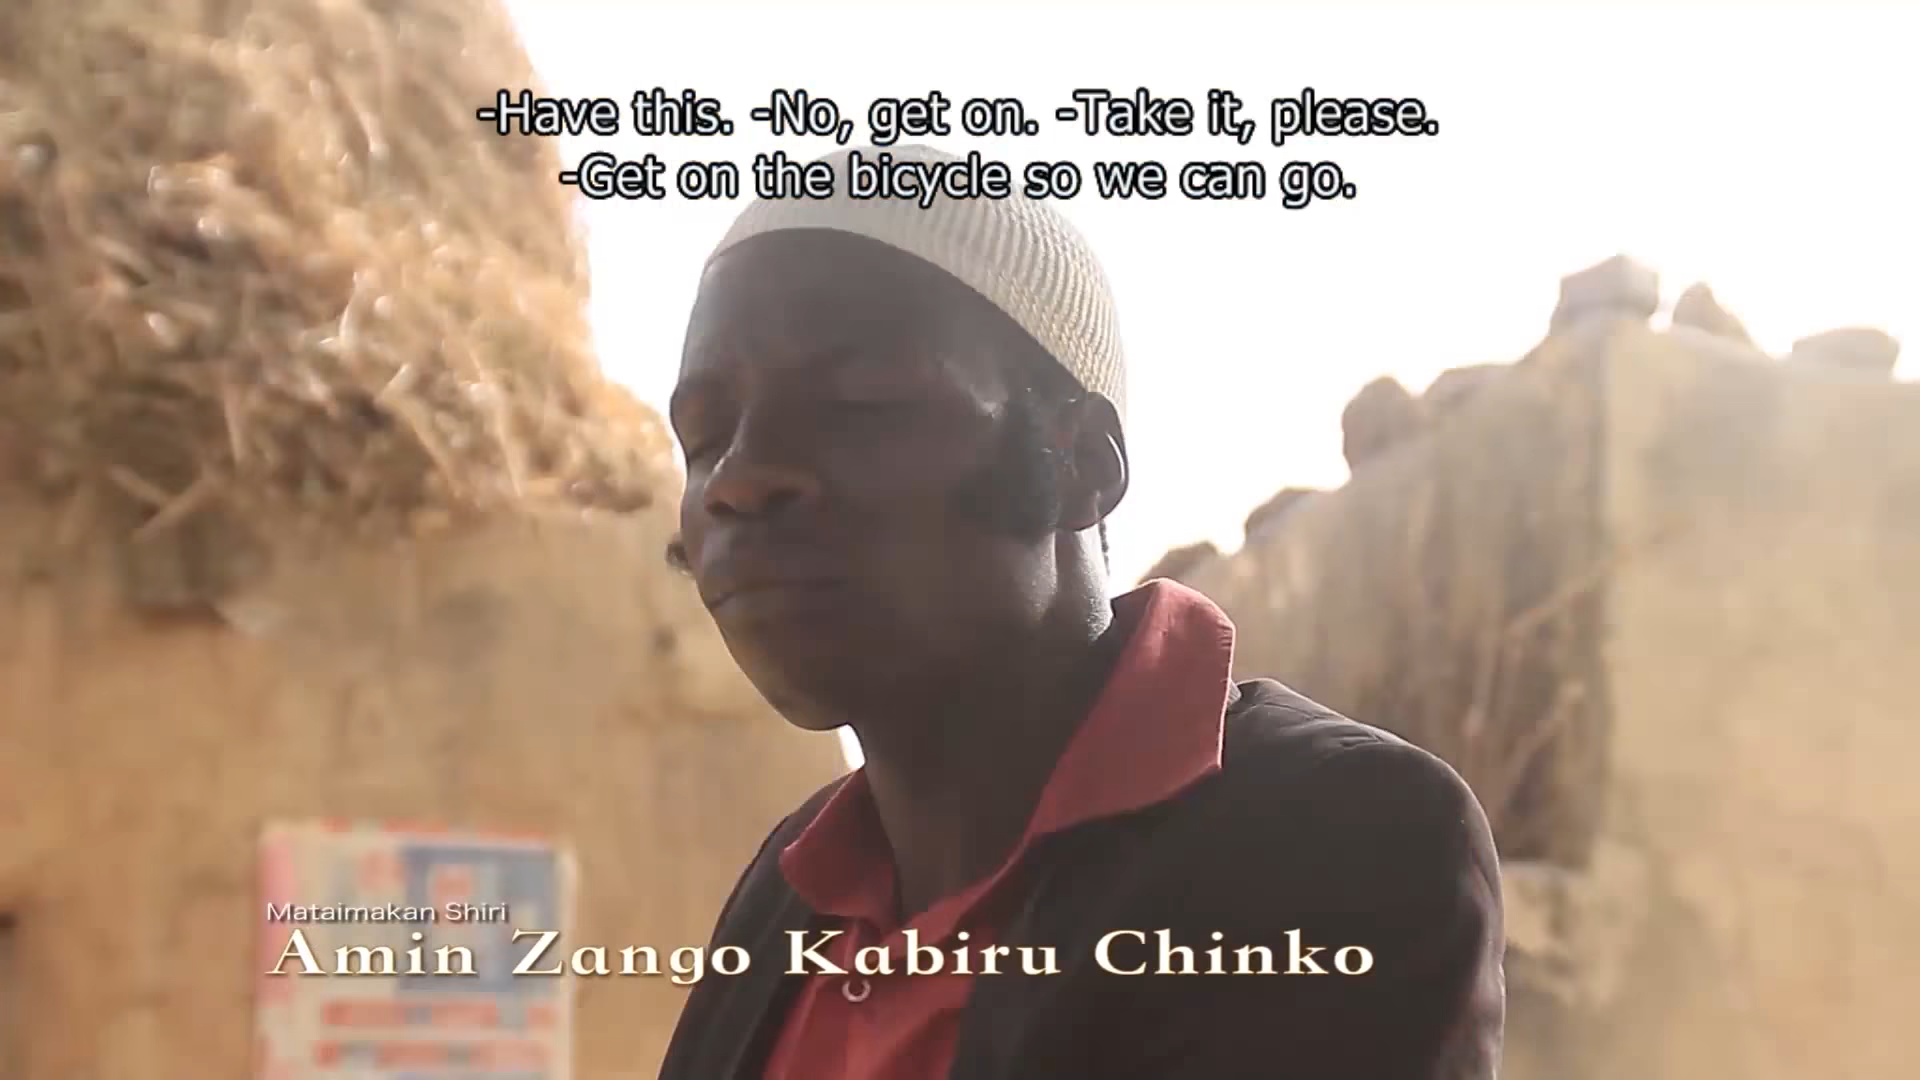 -Have this. -No, get on. -Take it, please.
-Get on the bicycle so we can go.
Mataimakan Shiri
Amin Zango Kabiru Chinko